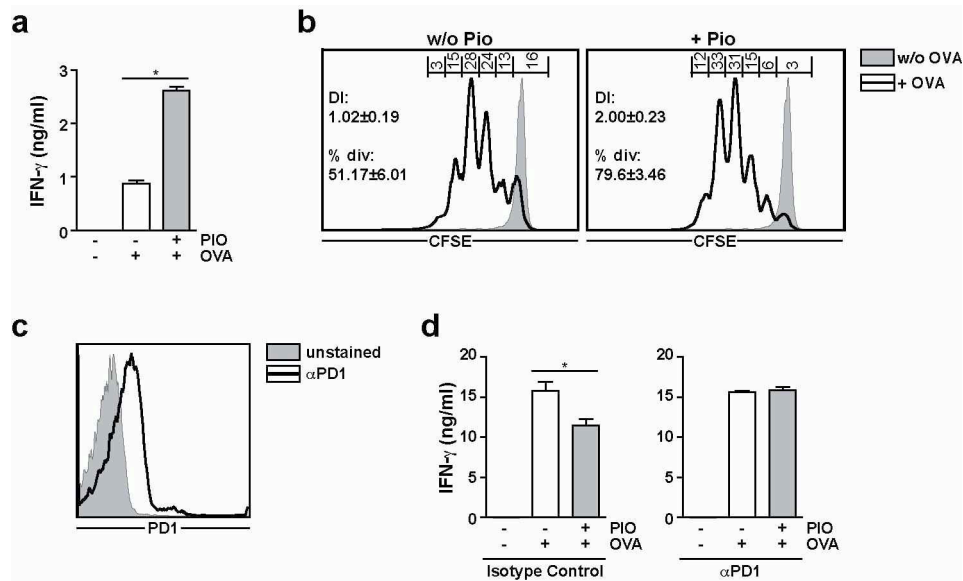 a
IFN-γ (ng/ml)
3
2
1
0
*
- + + PIO
- + + OVA
b
w/o Pio
3 15 28 24 13 16
DI:
1.02±0.19
% div:
51.17±6.01
CFSE
+ Pio
12 33 31 15 6 3
DI:
2.00±0.23
% div:
79.6±3.46
CFSE
w/o OVA
+ OVA
c
unstained
αPD1
PD1
d
IFN-γ (ng/ml)
20
15
10
5
0
*
- - + PIO
- + + OVA
Isotype Control
20
15
10
5
0
- - + PIO
- + + OVA
αPD1